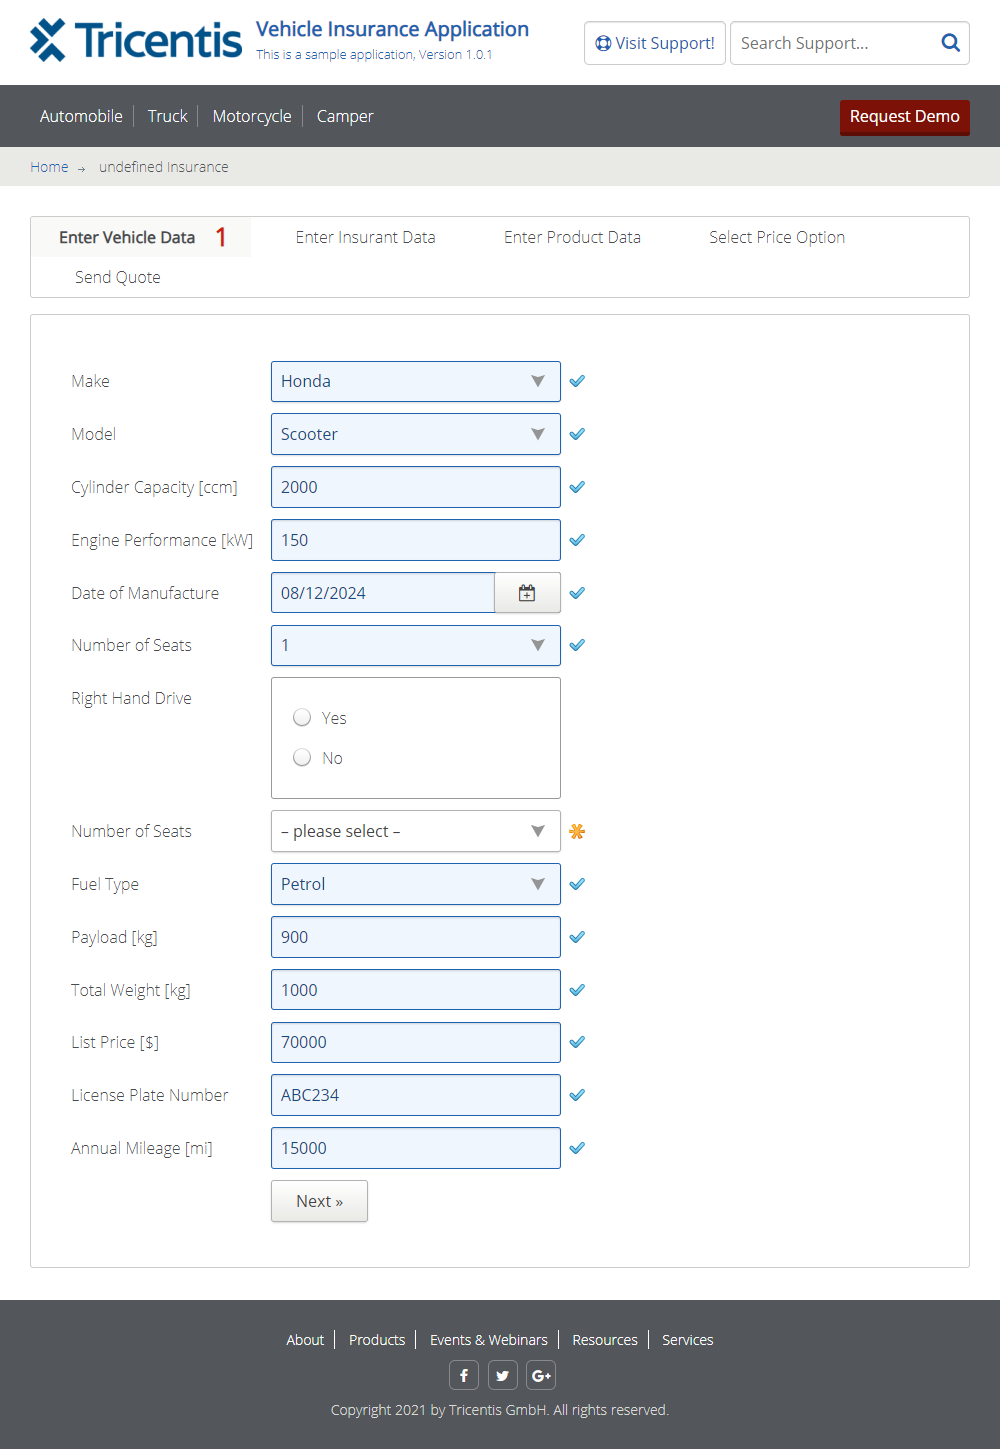 Tricentis
Vehicle Insurance Application
This is a sample application, Version 1.0.1
Visit Support!
Search Support...
Automobile
Truck
Motorcycle
Camper
Request Demo
Home → undefined Insurance
Enter Vehicle Data 1
Enter Insurant Data
Enter Product Data
Select Price Option
Send Quote
Make
Honda
Model
Scooter
Cylinder Capacity [ccm]
2000
Engine Performance [kW]
150
Date of Manufacture
08/12/2024
Number of Seats
1
Right Hand Drive
Yes
No
Number of Seats
– please select –
Fuel Type
Petrol
Payload [kg]
900
Total Weight [kg]
1000
List Price [$]
70000
License Plate Number
ABC234
Annual Mileage [mi]
15000
Next »
About
Products
Events & Webinars
Resources
Services
Copyright 2021 by Tricentis GmbH. All rights reserved.